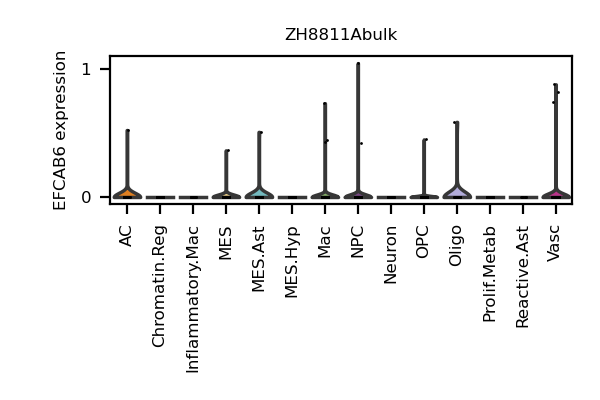 ZH8811Abulk
EFCAB6 expression
1
0
AC
Chromatin.Reg
Inflammatory.Mac
MES
MES.Ast
MES.Hyp
Mac
NPC
Neuron
OPC
Oligo
Prolif.Metab
Reactive.Ast
Vasc